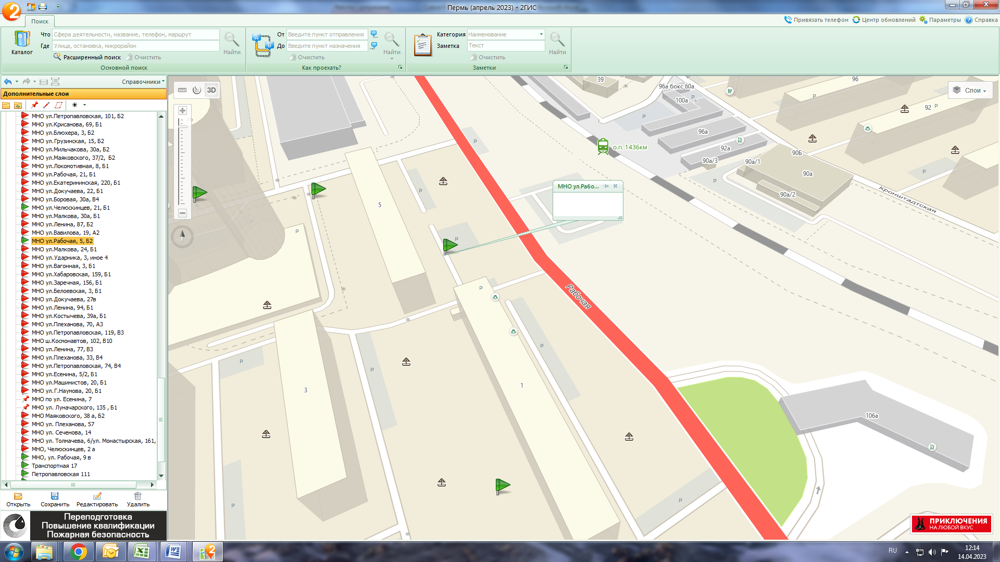 Пермь (апрель 2023) - 2ГИС
Поиск
Привязать телефон
Центр обновлений
Параметры
Справка
Каталог
Что
Сфера деятельности, название, телефон, маршрут
Где
Улица, остановка, микрорайон
Расширенный поиск
Очистить
Найти
Основной поиск
От
Введите пункт отправления
До
Введите пункт назначения
Очистить
Найти
Как проехать?
Категория
Наименование
Заметка
Текст
Очистить
Найти
Заметки
Справочники
Дополнительные слои
МНО ул.Петропавловская, 101, Б2
МНО ул.Крисанова, 69, Б1
МНО ул.Блюхера, 3, Б2
МНО ул.Грузинская, 15, Б2
МНО ул.Мильчакова, 30а, Б2
МНО ул.Маяковского, 37/2, Б2
МНО ул.Локомотивная, 8, Б1
МНО ул.Рабочая, 21, Б1
МНО ул.Екатерининская, 220, Б1
МНО ул.Докучаева, 22, Б1
МНО ул.Боровая, 30а, В4
МНО ул.Челюскинцев, 21, Б1
МНО ул.Малкова, 30а, Б1
МНО ул.Ленина, 87, Б2
МНО ул.Вавилова, 19, А2
МНО ул.Рабочая, 5, Б2
МНО ул.Малкова, 24, Б1
МНО ул.Ударника, 3, иное 4
МНО ул.Вагонная, 3, Б1
МНО ул.Хабаровская, 159, Б1
МНО ул.Заречная, 156, Б1
МНО ул.Белоевская, 3, Б1
МНО ул.Докучаева, 27в
МНО ул.Ленина, 94, Б1
МНО ул.Костычева, 39а, Б1
МНО ул.Плеханова, 70, А3
МНО ул.Петропавловская, 119, В3
МНО ш.Космонавтов, 102, В10
МНО ул.Ленина, 77, В3
МНО ул.Плеханова, 33, В4
МНО ул.Петропавловская, 74, В4
МНО ул.Есенина, 5/2, Б1
МНО ул.Машинистов, 20, Б1
МНО ул.Г.Наумова, 20, Б1
МНО по ул. Есенина, 7
МНО ул. Луначарского, 135 , Б1
МНО Маяковского, 38 а, Б2
МНО ул. Плеханова, 57
МНО ул. Сеченова, 14
МНО ул. Толмачева, 6/ул. Монастырская, 161,
МНО, Челюскинцев, 2 а
МНО, ул. Рабочая, 9 в
Транспортная 17
Петропавловская 111
Открыть
Сохранить
Редактировать
Удалить
Переподготовка
Повышение квалификации
Пожарная безопасность
3D
Слои
39
96а бокс 60а
100а
96
92
96а
92а
90а/3
90а/1
90Б
90а
90а/2
о.п. 1436км
Кронштадтская
МНО ул.Рабо...
5
Рабочая
3
1
106а
ПРИКЛЮЧЕНИЯ
НА ЛЮБОЙ ВКУС
RU
12:14
14.04.2023